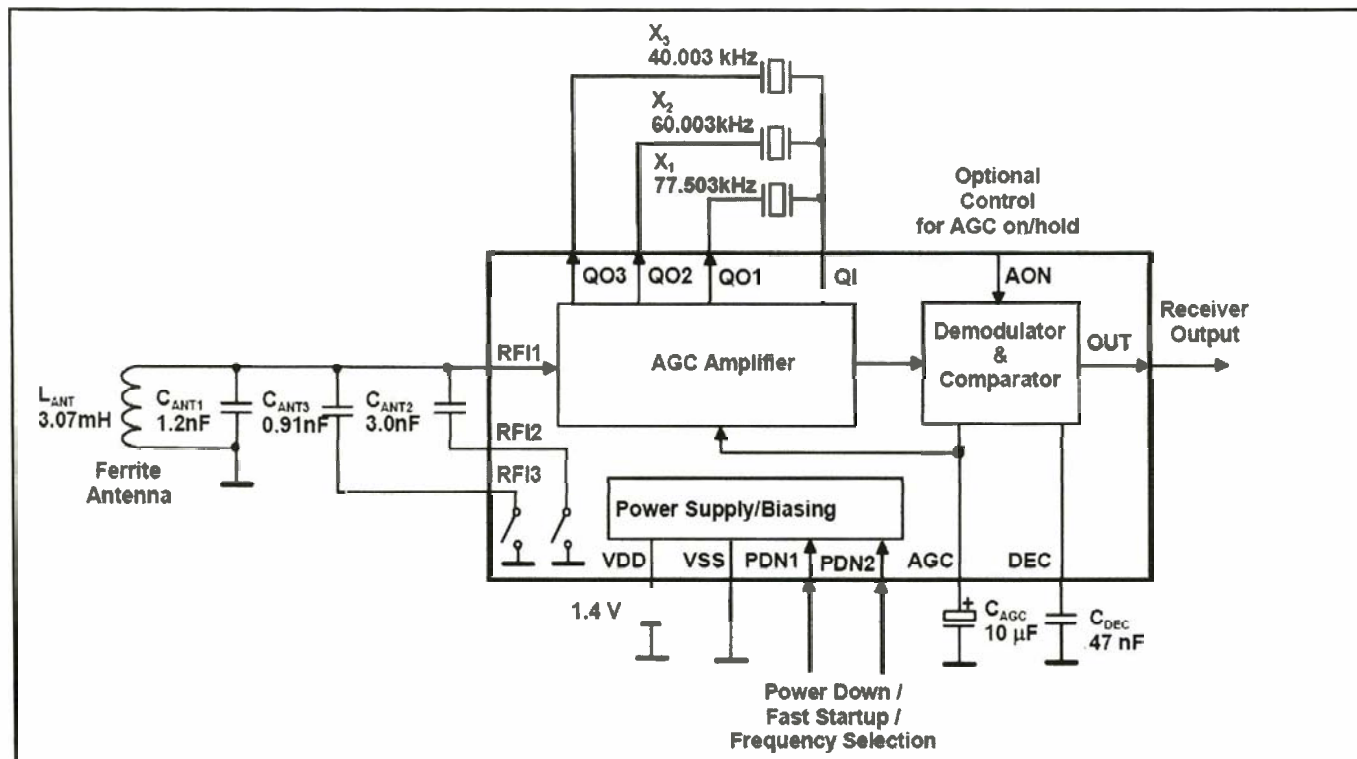 X3
40.003 kHz
X2
60.003kHz
X1
77.503kHz
Optional
Control
for AGC on/hold
QO3
QO2
QO1
QI
AON
RFI1
AGC Amplifier
Demodulator
&
Comparator
OUT
Receiver
Output
LANT
3.07mH
CANT1
1.2nF
CANT3
0.91nF
CANT2
3.0nF
RFI2
RFI3
Ferrite
Antenna
Power Supply/Biasing
VDD
VSS
PDN1
PDN2
AGC
DEC
1.4 V
+
CAGC
10 µF
CDEC
47 nF
Power Down /
Fast Startup /
Frequency Selection